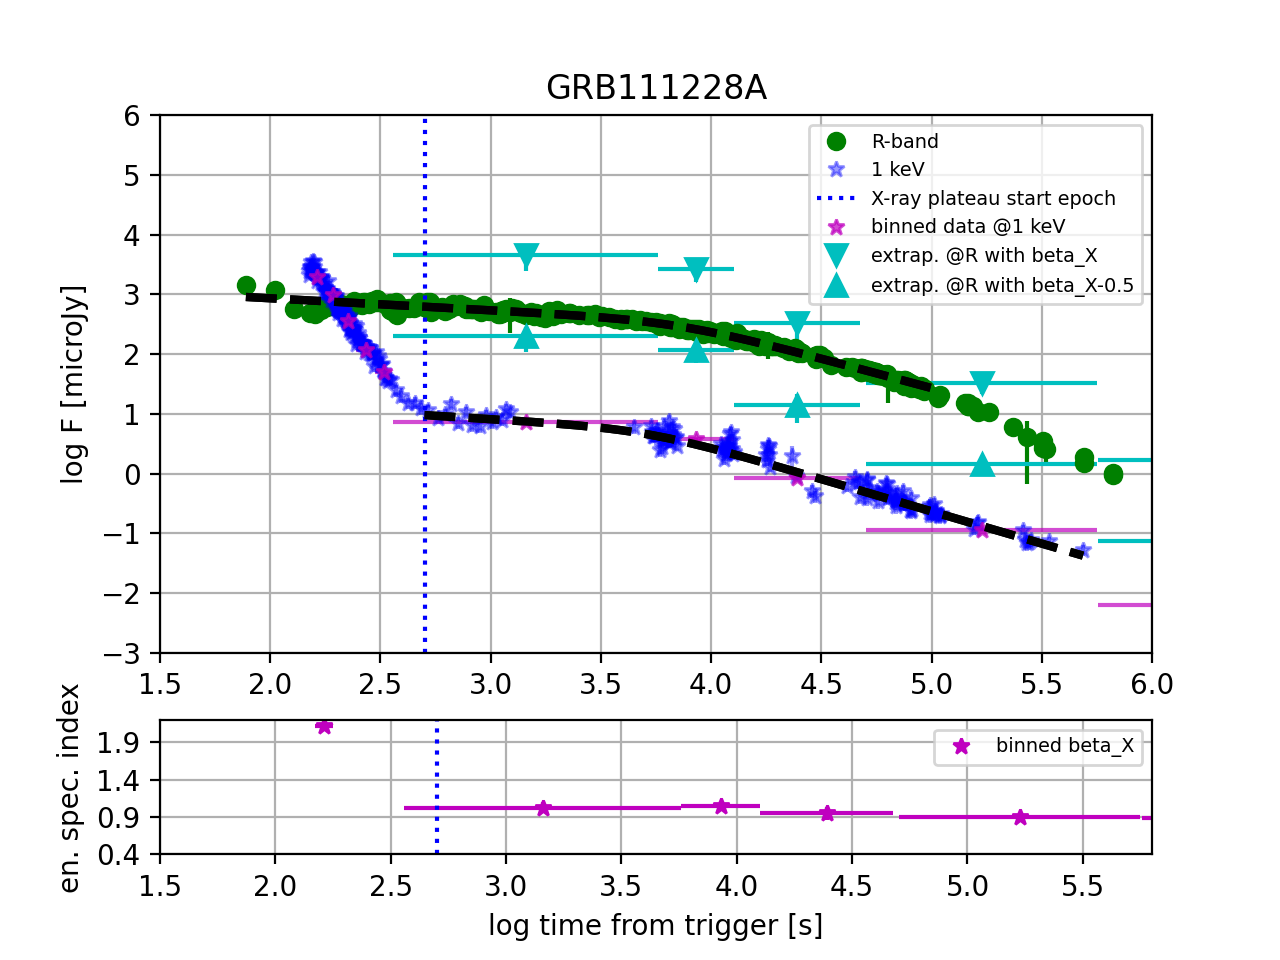 GRB111228A
log F [microJy]
6
5
4
3
2
1
0
−1
−2
−3
R-band
1 keV
X-ray plateau start epoch
binned data @1 keV
extrap. @R with beta_X
extrap. @R with beta_X-0.5
1.5 2.0 2.5 3.0 3.5 4.0 4.5 5.0 5.5 6.0
en. spec. index
1.9
1.4
0.9
0.4
binned beta_X
1.5 2.0 2.5 3.0 3.5 4.0 4.5 5.0 5.5
log time from trigger [s]